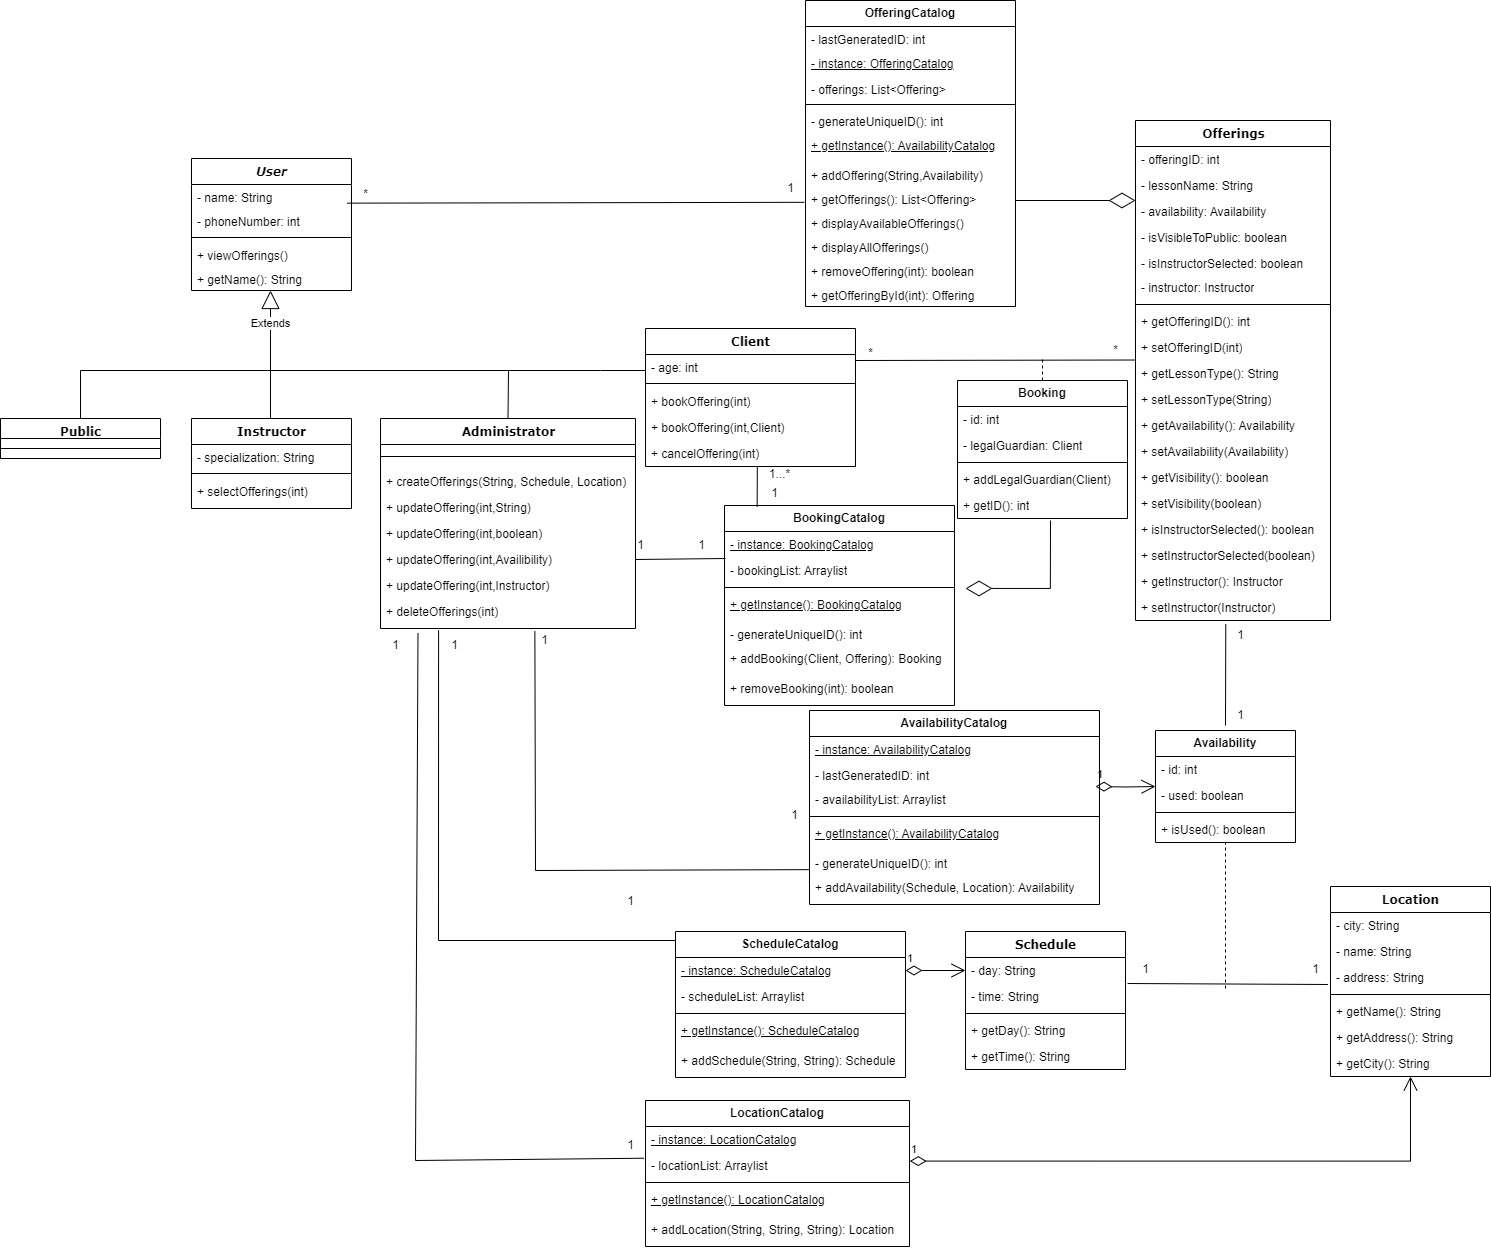 OfferingCatalog
- lastGeneratedID: int
- instance: OfferingCatalog
- offerings: List<Offering>
- generateUniqueID(): int
+ getInstance(): AvailabilityCatalog
+ addOffering(String,Availability)
+ getOfferings(): List<Offering>
+ displayAvailableOfferings()
+ displayAllOfferings()
+ removeOffering(int): boolean
+ getOfferingById(int): Offering
Offerings
- offeringID: int
- lessonName: String
- availability: Availability
- isVisibleToPublic: boolean
- isInstructorSelected: boolean
- instructor: Instructor
+ getOfferingID(): int
+ setOfferingID(int)
+ getLessonType(): String
+ setLessonType(String)
+ getAvailability(): Availability
+ setAvailability(Availability)
+ getVisibility(): boolean
+ setVisibility(boolean)
+ isInstructorSelected(): boolean
+ setInstructorSelected(boolean)
+ getInstructor(): Instructor
+ setInstructor(Instructor)
User
- name: String
- phoneNumber: int
+ viewOfferings()
+ getName(): String
*
1
Extends
Client
- age: int
+ bookOffering(int)
+ bookOffering(int,Client)
+ cancelOffering(int)
*
*
Booking
- id: int
- legalGuardian: Client
+ addLegalGuardian(Client)
+ getID(): int
Public
Instructor
- specialization: String
+ selectOfferings(int)
Administrator
+ createOfferings(String, Schedule, Location)
+ updateOffering(int,String)
+ updateOffering(int,boolean)
+ updateOffering(int,Availibility)
+ updateOffering(int,Instructor)
+ deleteOfferings(int)
1...*
1
BookingCatalog
- instance: BookingCatalog
- bookingList: Arraylist
+ getInstance(): BookingCatalog
- generateUniqueID(): int
+ addBooking(Client, Offering): Booking
+ removeBooking(int): boolean
1
1
1
1
1
1
1
AvailabilityCatalog
- instance: AvailabilityCatalog
- lastGeneratedID: int
- availabilityList: Arraylist
+ getInstance(): AvailabilityCatalog
- generateUniqueID(): int
+ addAvailability(Schedule, Location): Availability
1
1
Availability
- id: int
- used: boolean
+ isUsed(): boolean
1
ScheduleCatalog
- instance: ScheduleCatalog
- scheduleList: Arraylist
+ getInstance(): ScheduleCatalog
+ addSchedule(String, String): Schedule
1
Schedule
- day: String
- time: String
+ getDay(): String
+ getTime(): String
1
1
Location
- city: String
- name: String
- address: String
+ getName(): String
+ getAddress(): String
+ getCity(): String
1
LocationCatalog
- instance: LocationCatalog
- locationList: Arraylist
+ getInstance(): LocationCatalog
+ addLocation(String, String, String): Location
1